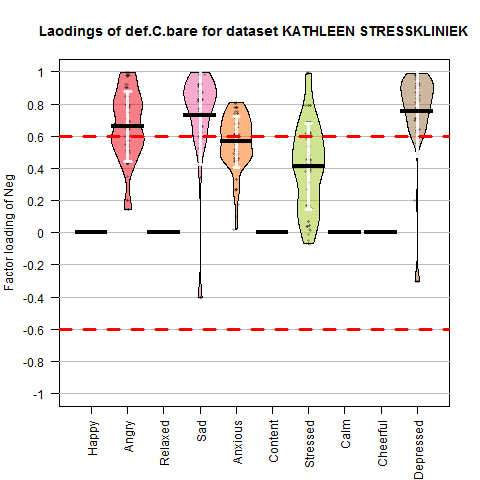 Laodings of def.C.bare for dataset KATHLEEN STRESSKLINIEK
Factor loading of Neg
1
0.8
0.6
0.4
0.2
0
-0.2
-0.4
-0.6
-0.8
-1
Happy
Angry
Relaxed
Sad
Anxious
Content
Stressed
Calm
Cheerful
Depressed